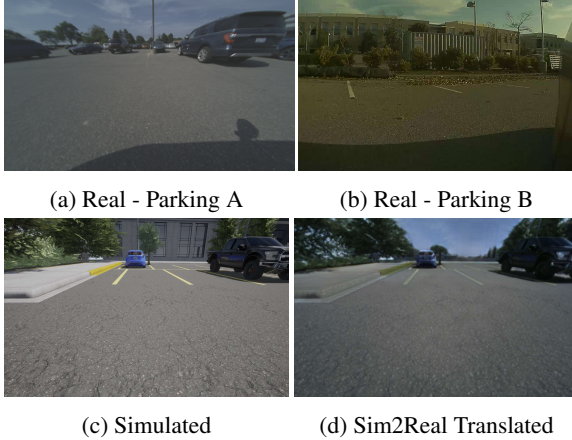 (a) Real - Parking A
(b) Real - Parking B
(c) Simulated
(d) Sim2Real Translated